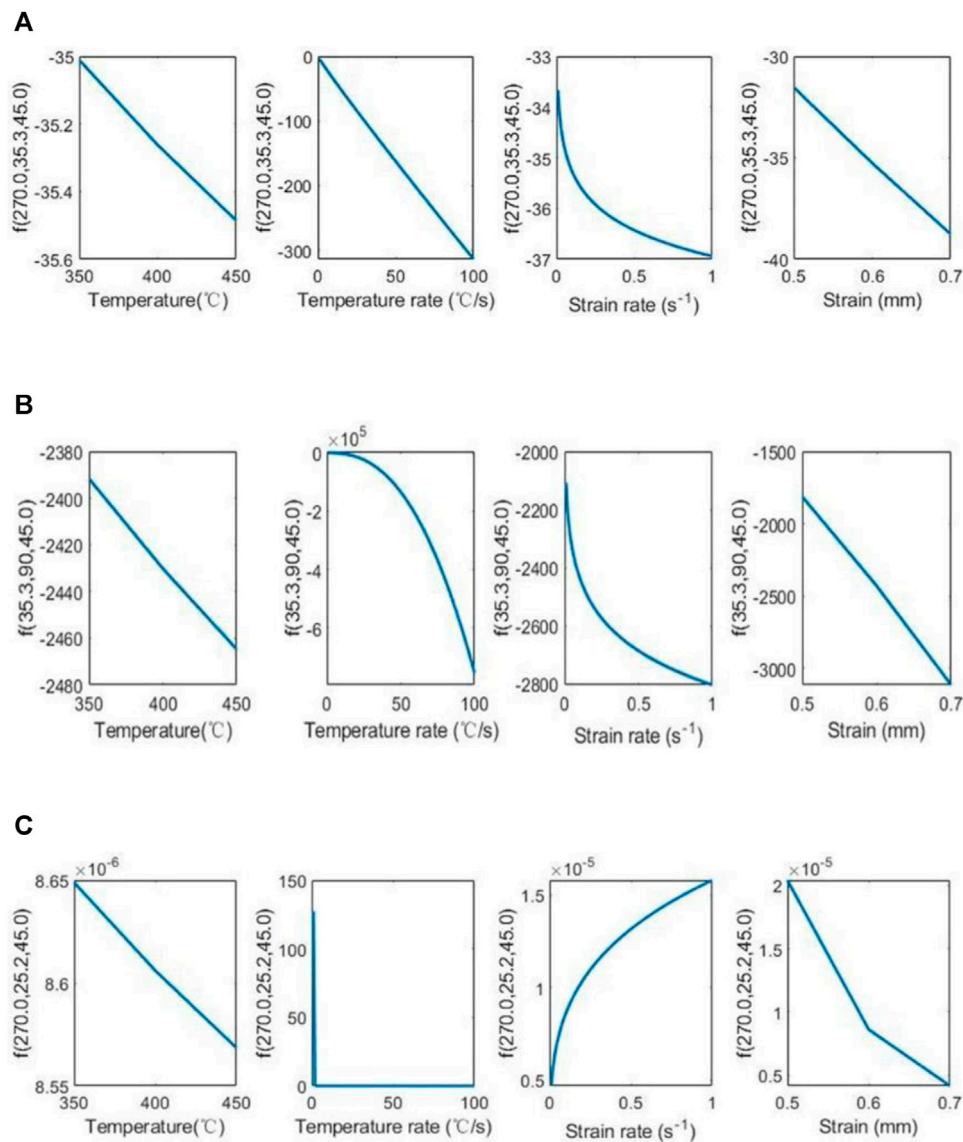 A
-35
-35.2
-35.4
-35.6
350 400 450
Temperature(℃)
f(270.0,35.3,45.0)
0
-100
-200
-300
0 50 100
Temperature rate (℃/s)
f(270.0,35.3,45.0)
-33
-34
-35
-36
-37
0 0.5 1
Strain rate (s⁻¹)
f(270.0,35.3,45.0)
-30
-35
-40
0.5 0.6 0.7
Strain (mm)
f(270.0,35.3,45.0)
B
-2380
-2400
-2420
-2440
-2460
-2480
350 400 450
Temperature(℃)
f(35.3,90,45.0)
×10⁵
0
-2
-4
-6
0 50 100
Temperature rate (℃/s)
f(35.3,90,45.0)
-2000
-2200
-2400
-2600
-2800
0 0.5 1
Strain rate (s⁻¹)
f(35.3,90,45.0)
-1500
-2000
-2500
-3000
0.5 0.6 0.7
Strain (mm)
f(35.3,90,45.0)
C
×10⁻⁶
8.65
8.6
8.55
350 400 450
Temperature(℃)
f(270.0,25.2,45.0)
150
100
50
0
0 50 100
Temperature rate (℃/s)
f(270.0,25.2,45.0)
×10⁻⁵
1.5
1
0.5
0 0.5 1
Strain rate (s⁻¹)
f(270.0,25.2,45.0)
×10⁻⁵
2
1.5
1
0.5
0.5 0.6 0.7
Strain (mm)
f(270.0,25.2,45.0)